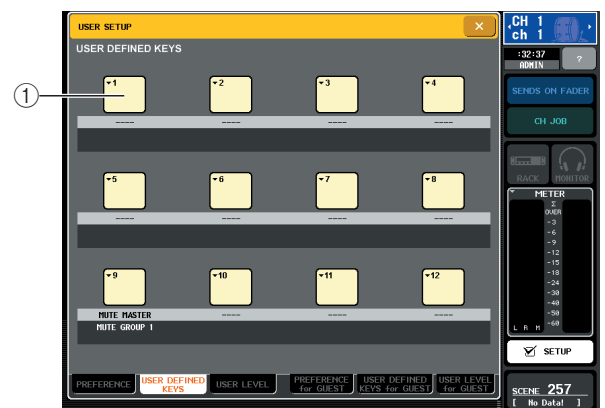 USER SETUP
×
USER DEFINED KEYS
1
1
2
3
4
----
----
----
----
5
6
7
8
----
----
----
----
9
10
11
12
MUTE MASTER
----
----
----
MUTE GROUP 1
PREFERENCE
USER DEFINED KEYS
USER LEVEL
PREFERENCE for GUEST
USER DEFINED KEYS for GUEST
USER LEVEL for GUEST
CH 1
ch 1
:32:37
ADMIN
?
SENDS ON FADER
CH JOB
RACK
MONITOR
METER
Σ
OVER
-3
-6
-9
-12
-15
-18
-24
-30
-40
-50
-60
L R M
SETUP
SCENE 257
[ No Data! ]